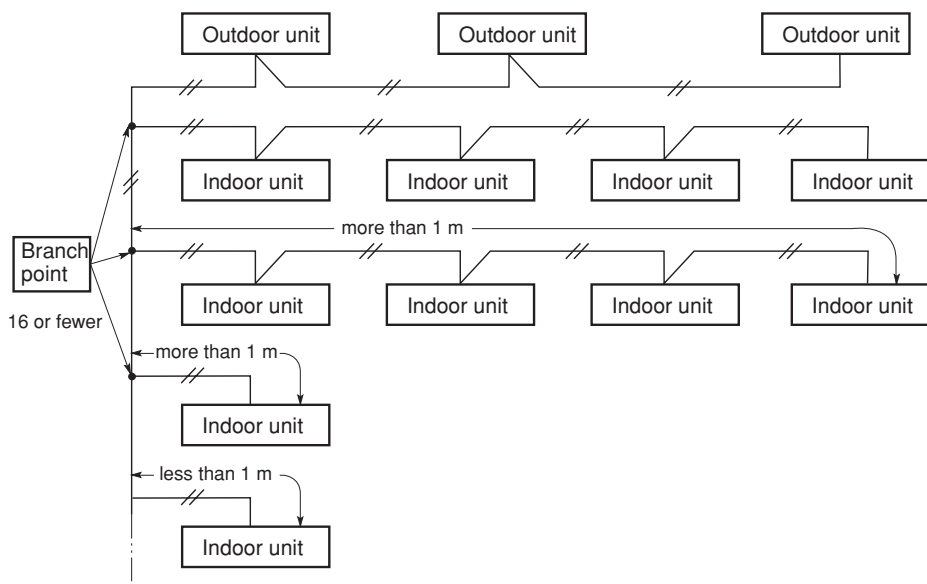 Outdoor unit Outdoor unit Outdoor unit
Indoor unit Indoor unit Indoor unit Indoor unit
more than 1 m
Branch
point
Indoor unit Indoor unit Indoor unit Indoor unit
16 or fewer
more than 1 m
Indoor unit
less than 1 m
Indoor unit